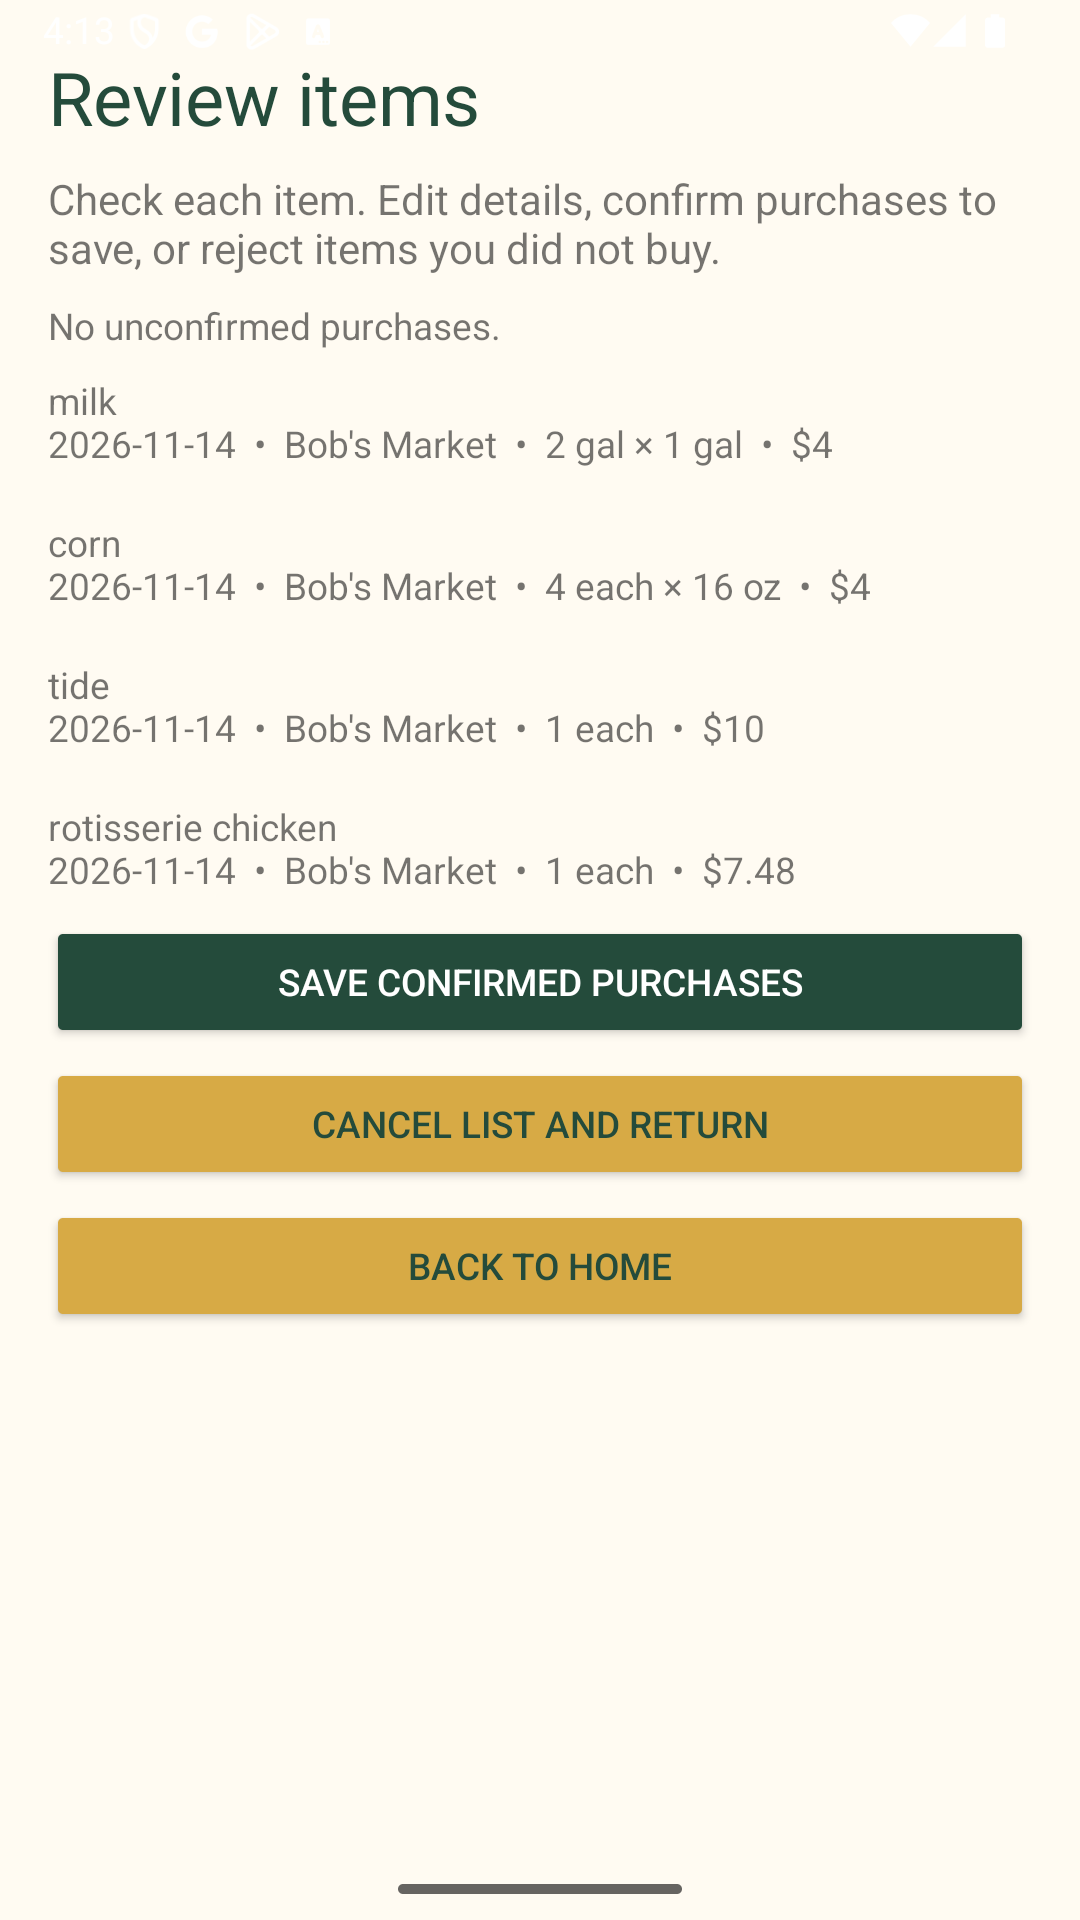 4:13
Review items
Check each item. Edit details, confirm purchases to
save, or reject items you did not buy.
No unconfirmed purchases.
milk
2026-11-14 • Bob's Market • 2 gal × 1 gal • $4
corn
2026-11-14 • Bob's Market • 4 each × 16 oz • $4
tide
2026-11-14 • Bob's Market • 1 each • $10
rotisserie chicken
2026-11-14 • Bob's Market • 1 each • $7.48
SAVE CONFIRMED PURCHASES
CANCEL LIST AND RETURN
BACK TO HOME